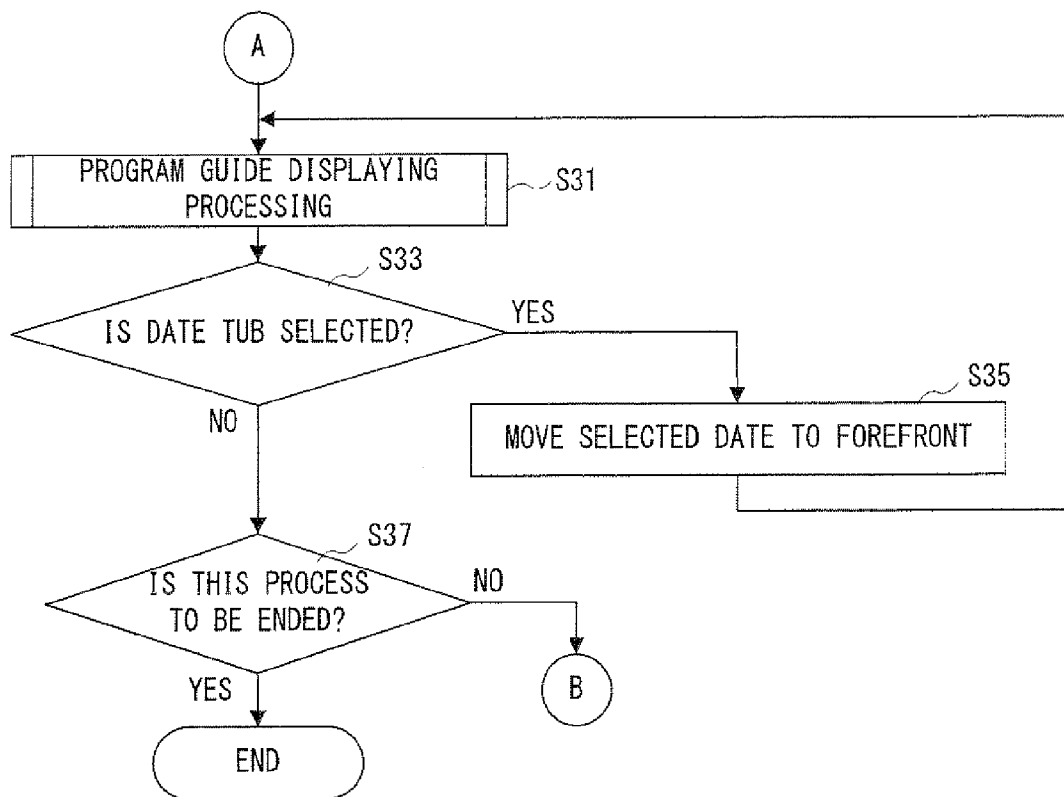 A
PROGRAM GUIDE DISPLAYING
PROCESSING
S31
S33
IS DATE TUB SELECTED?
YES
NO
S35
MOVE SELECTED DATE TO FOREFRONT
S37
IS THIS PROCESS
TO BE ENDED?
NO
YES
B
END